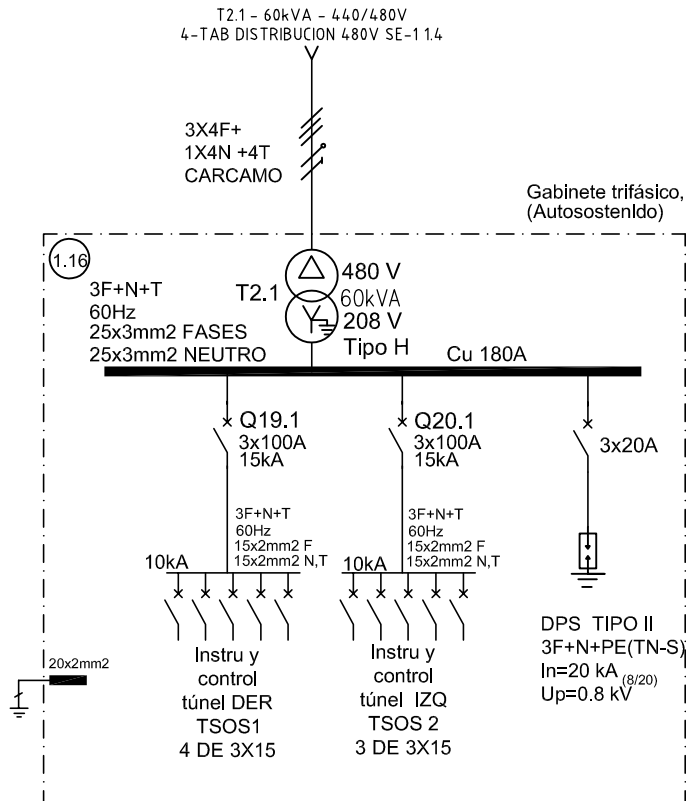 T2.1 - 60kVA - 440/480V
4-TAB DISTRIBUCION 480V SE-1 1.4
3X4F+
1X4N +4T
CARCAMO
Gabinete trifásico,
(Autosostenido)
1.16
3F+N+T
60Hz
25x3mm2 FASES
25x3mm2 NEUTRO
T2.1
480 V
60kVA
208 V
Tipo H
Cu 180A
Q19.1
3x100A
15kA
Q20.1
3x100A
15kA
3x20A
3F+N+T
60Hz
15x2mm2 F
15x2mm2 N,T
10kA
3F+N+T
60Hz
15x2mm2 F
15x2mm2 N,T
10kA
Instru y
control
túnel DER
TSOS1
4 DE 3X15
Instru y
control
túnel IZQ
TSOS 2
3 DE 3X15
DPS TIPO II
3F+N+PE(TN-S)
In=20 kA (8/20)
Up=0.8 kV
20x2mm2